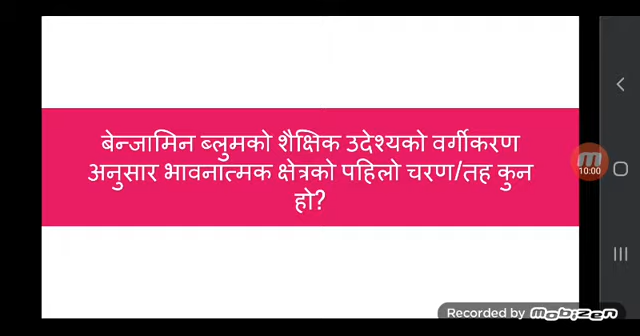 बेन्जामिन ब्लुमको शैक्षिक उदेश्यको वर्गीकरण
अनुसार भावनात्मक क्षेत्रको पहिलो चरण/तह कुन
हो?
10:00
Recorded by Mobizen